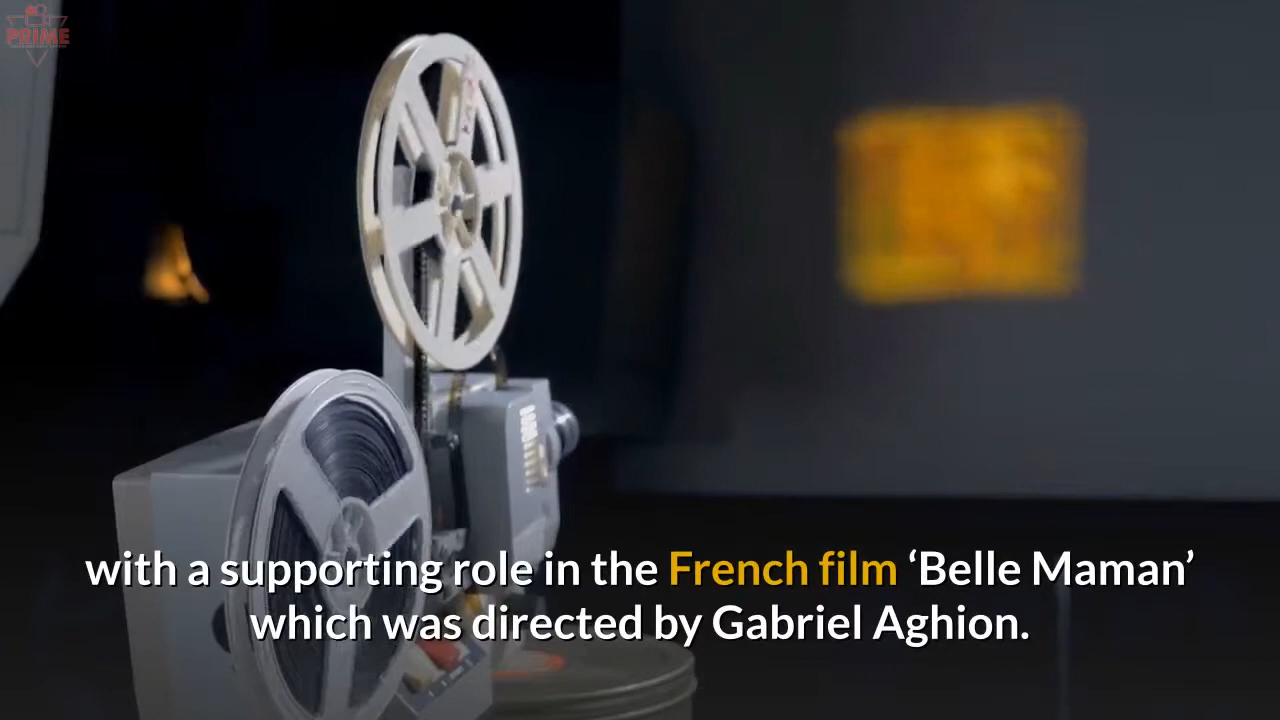 PRIME
with a supporting role in the French film ‘Belle Maman’
which was directed by Gabriel Aghion.